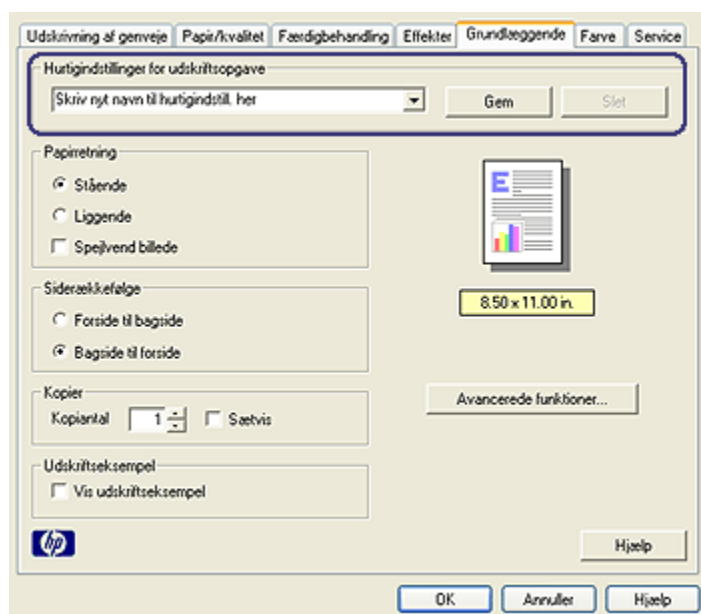 Udskrivning af genveje Papir/kvalitet Færdigbehandling Effekter Grundlæggende Farve Service
Hurtigindstillinger for udskriftsopgave
Skriv nyt navn til hurtigindstill. her Gem Slet
Papirretning
Stående
Liggende
Spejlvend billede
E
8.50 x 11.00 in.
Siderækkefølge
Forside til bagside
Bagside til forside
Kopier
Kopiantal 1 Sætvis
Avancerede funktioner...
Udskriftseksempel
Vis udskriftseksempel
hp
Hjælp
OK Annuller Hjælp